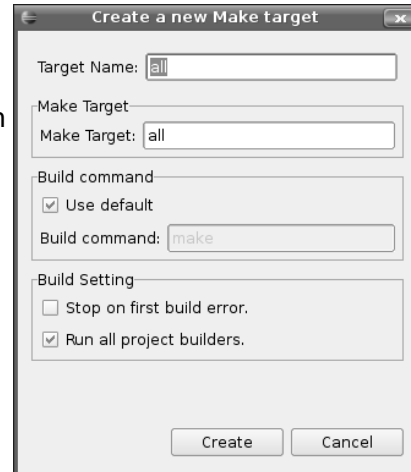 Create a new Make target
Target Name: all
Make Target
Make Target: all
Build command
Use default
Build command: make
Build Setting
Stop on first build error.
Run all project builders.
Create Cancel